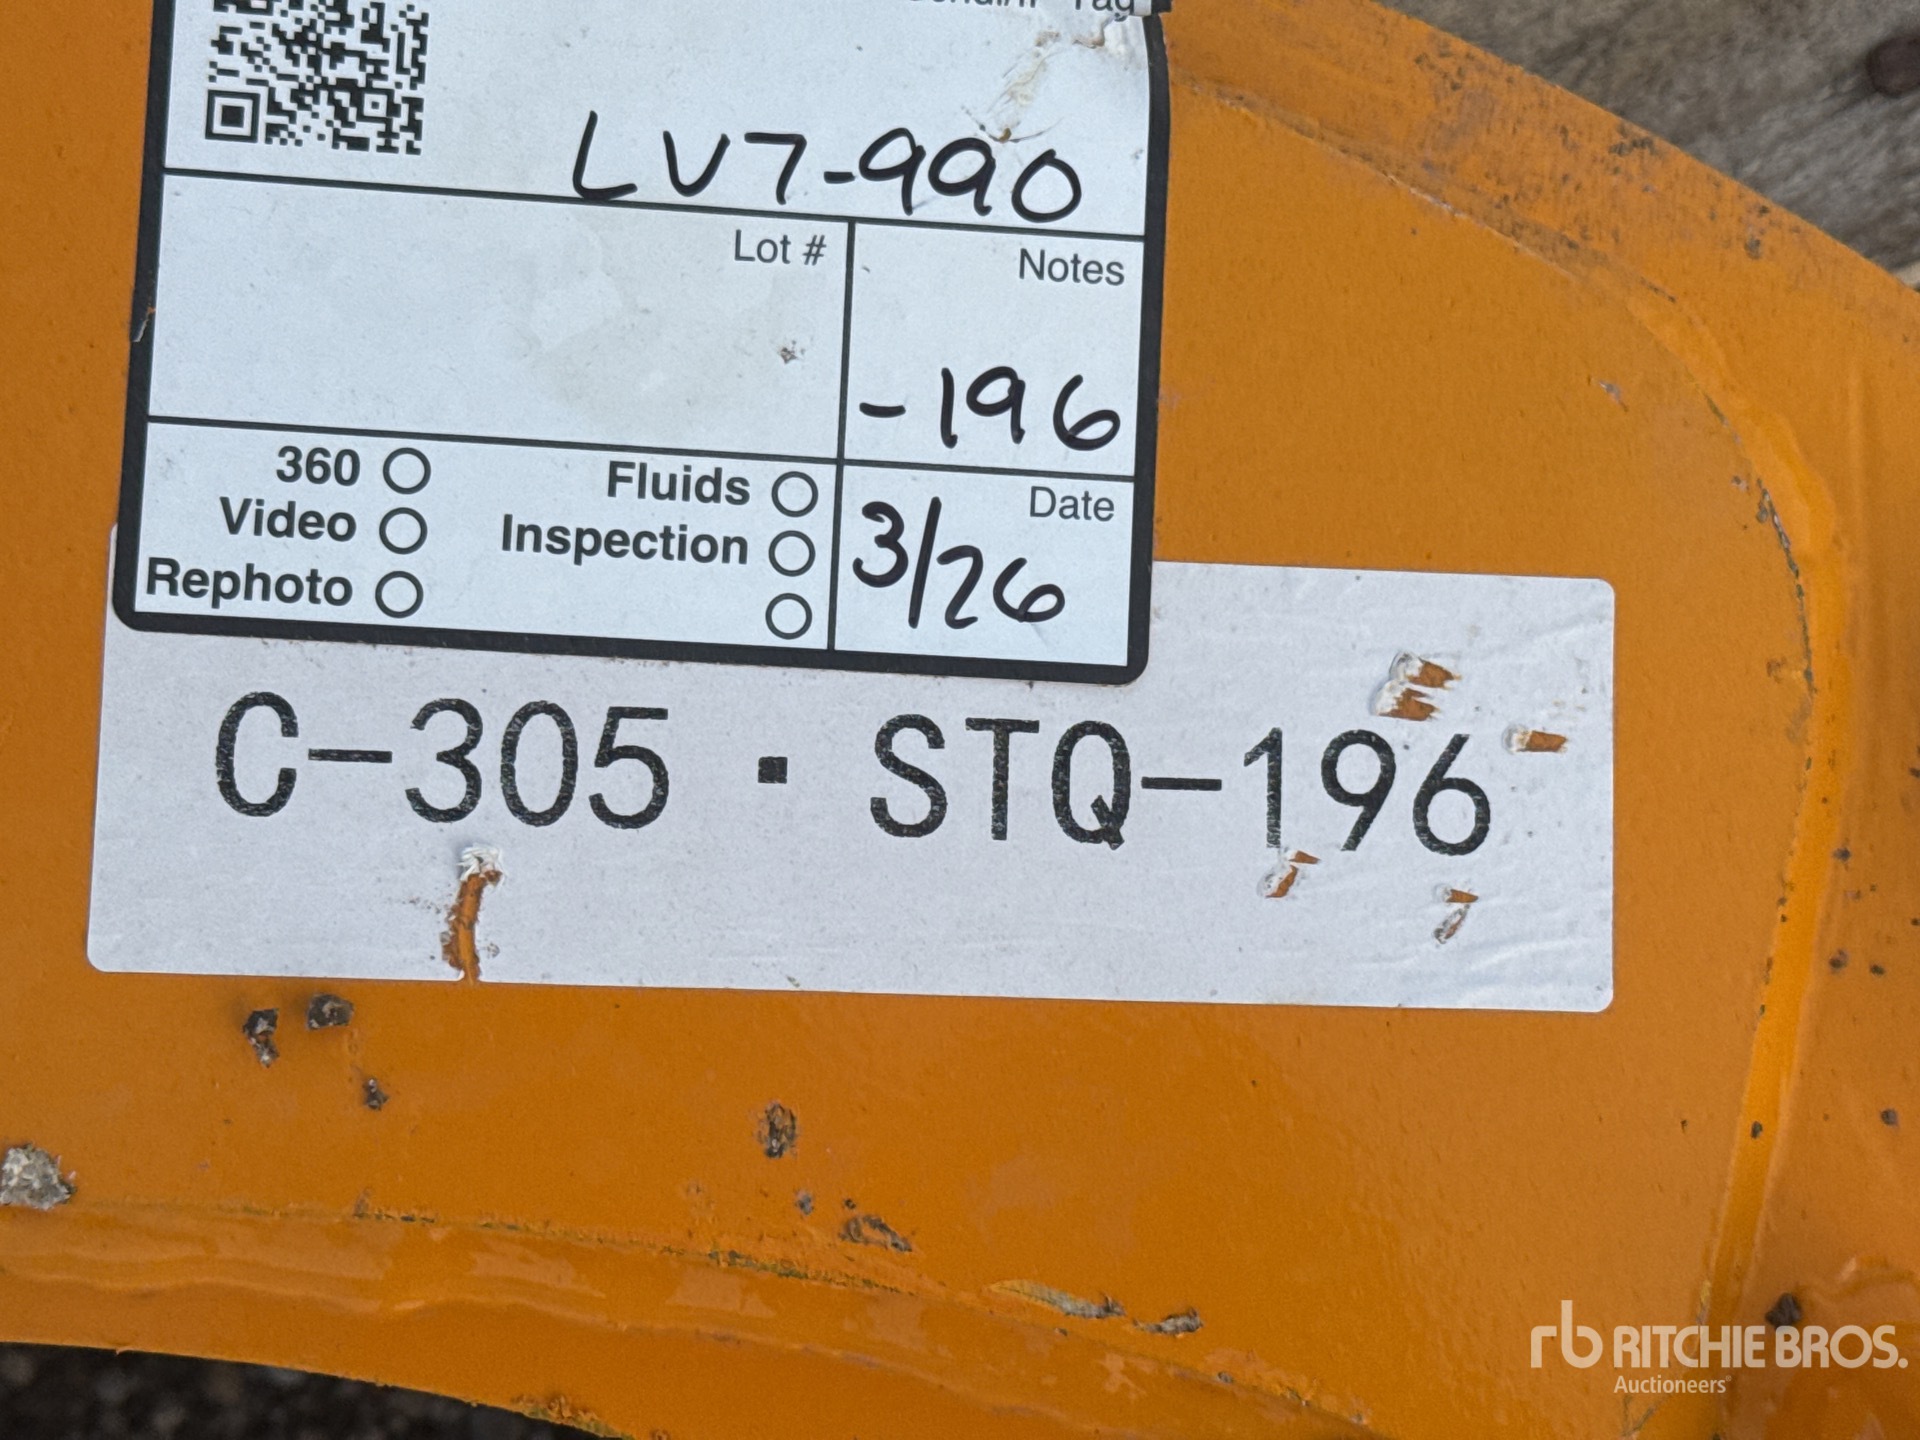 Tag
LV7-990
Lot #
Notes
-196
360
Fluids
Date
Video
Inspection
3/26
Rephoto
C-305 · STQ-196
rb RITCHIE BROS.
Auctioneers